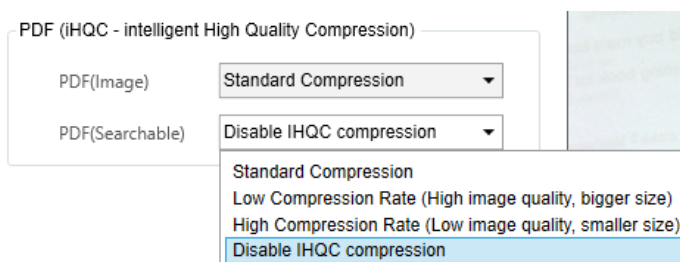 PDF (iHQC - intelligent High Quality Compression)
PDF(Image) Standard Compression
PDF(Searchable) Disable IHQC compression
Standard Compression
Low Compression Rate (High image quality, bigger size)
High Compression Rate (Low image quality, smaller size)
Disable IHQC compression